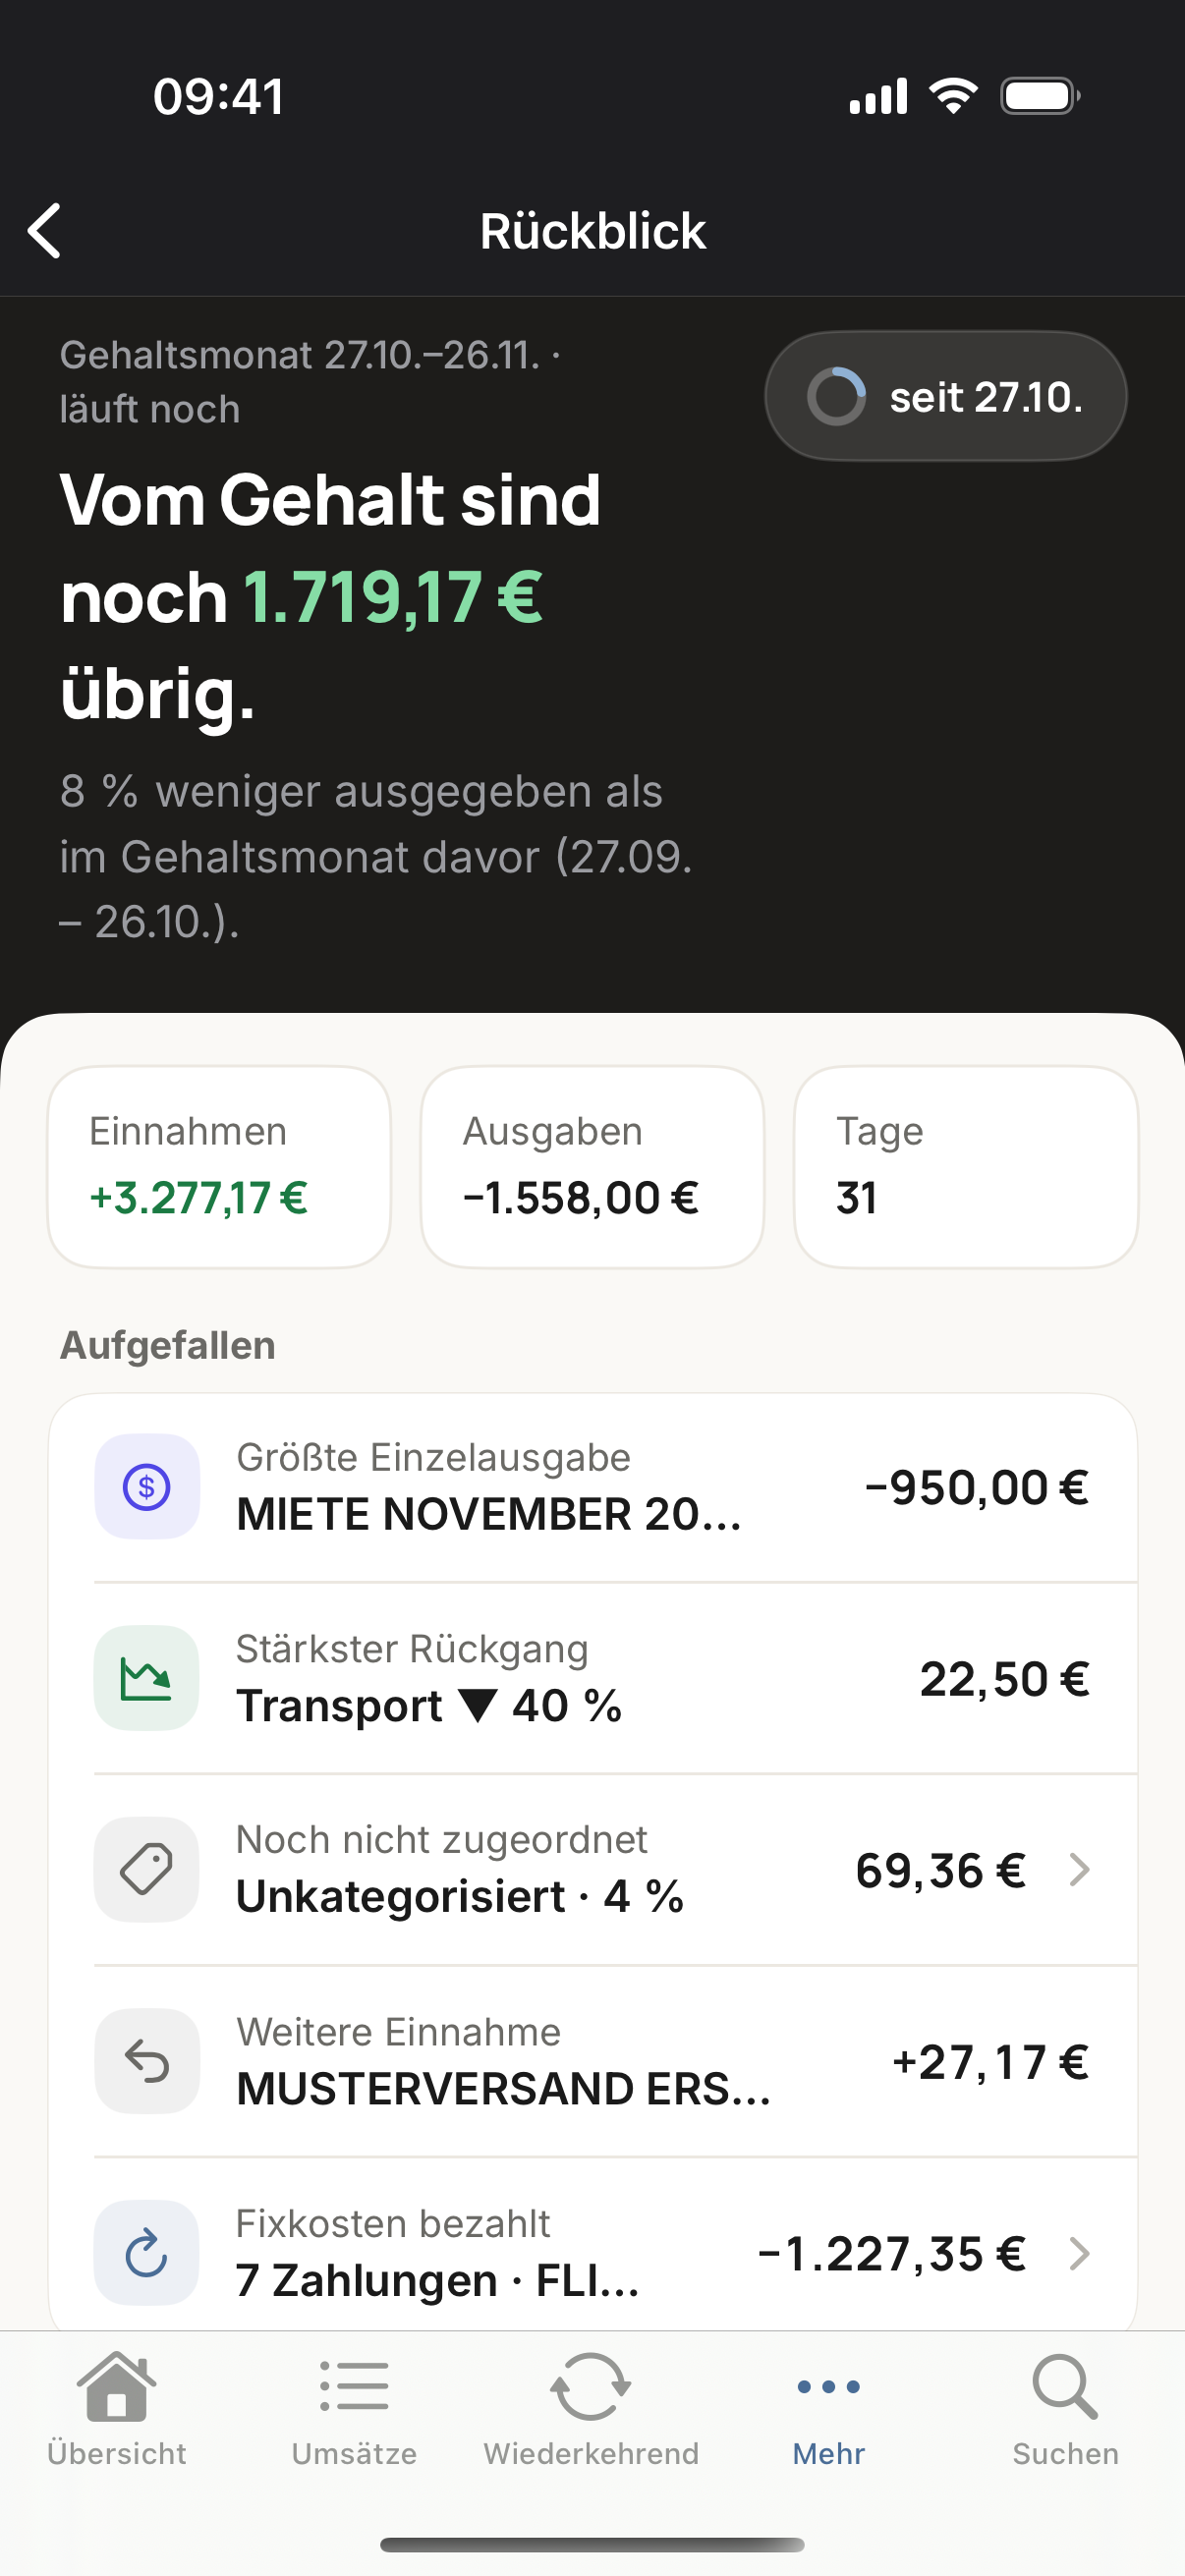 09:41
Rückblick
Gehaltsmonat 27.10.–26.11. ·
läuft noch
seit 27.10.
Vom Gehalt sind
noch 1.719,17 €
übrig.
8 % weniger ausgegeben als
im Gehaltsmonat davor (27.09.
– 26.10.).
Einnahmen
+3.277,17 €
Ausgaben
−1.558,00 €
Tage
31
Aufgefallen
Größte Einzelausgabe
MIETE NOVEMBER 20...
−950,00 €
Stärkster Rückgang
Transport ▼ 40 %
22,50 €
Noch nicht zugeordnet
Unkategorisiert · 4 %
69,36 €
Weitere Einnahme
MUSTERVERSAND ERS...
+27,17 €
Fixkosten bezahlt
7 Zahlungen · FLI...
−1.227,35 €
Übersicht
Umsätze
Wiederkehrend
Mehr
Suchen